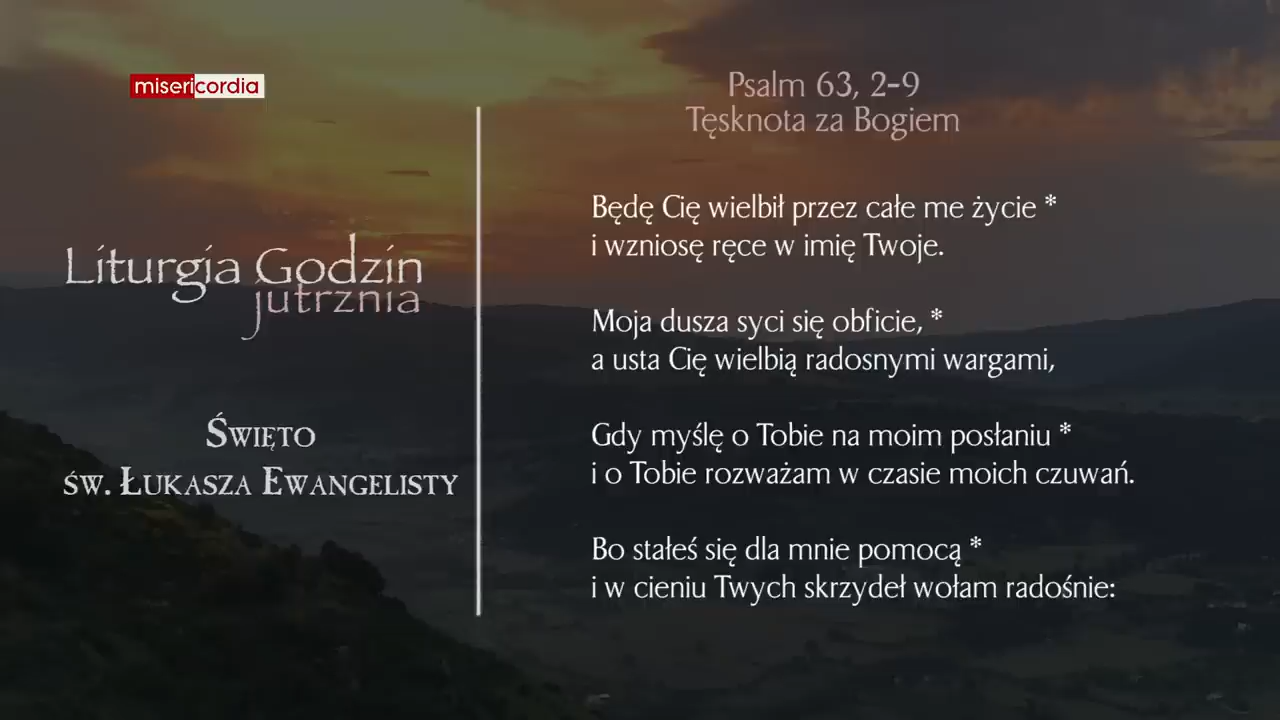 misericordia
Liturgia Godzin
jutrznia
Święto
św. Łukasza Ewangelisty
Psalm 63, 2-9
Tęsknota za Bogiem
Będę Cię wielbił przez całe me życie *
i wzniosę ręce w imię Twoje.
Moja dusza syci się obficie, *
a usta Cię wielbią radosnymi wargami,
Gdy myślę o Tobie na moim posłaniu *
i o Tobie rozważam w czasie moich czuwań.
Bo stałeś się dla mnie pomocą *
i w cieniu Twych skrzydeł wołam radośnie: